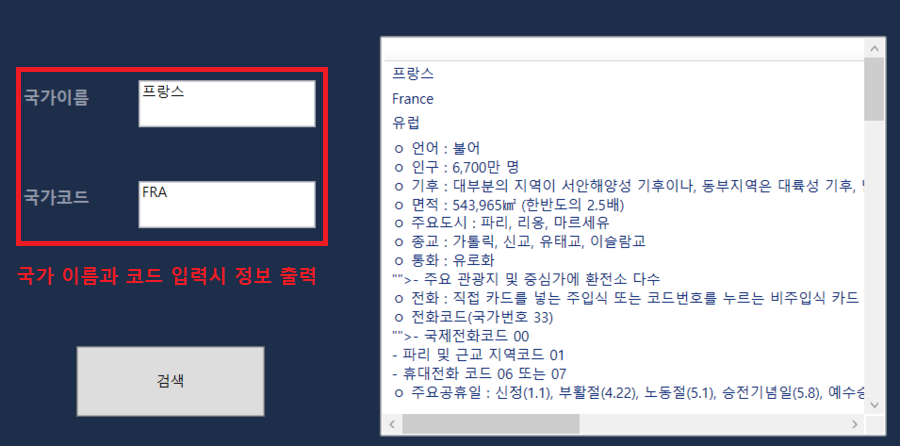 국가이름
프랑스
국가코드
FRA
국가 이름과 코드 입력시 정보 출력
검색
프랑스
France
유럽
ㅇ 언어 : 불어
ㅇ 인구 : 6,700만 명
ㅇ 기후 : 대부분의 지역이 서안해양성 기후이나, 동부지역은 대륙성 기후,
ㅇ 면적 : 543,965㎢ (한반도의 2.5배)
ㅇ 주요도시 : 파리, 리옹, 마르세유
ㅇ 종교 : 가톨릭, 신교, 유태교, 이슬람교
ㅇ 통화 : 유로화
"">- 주요 관광지 및 중심가에 환전소 다수
ㅇ 전화 : 직접 카드를 넣는 주입식 또는 코드번호를 누르는 비주입식 카드
ㅇ 전화코드(국가번호 33)
"">- 국제전화코드 00
- 파리 및 근교 지역코드 01
- 휴대전화 코드 06 또는 07
ㅇ 주요공휴일 : 신정(1.1), 부활절(4.22), 노동절(5.1), 승전기념일(5.8), 예수승